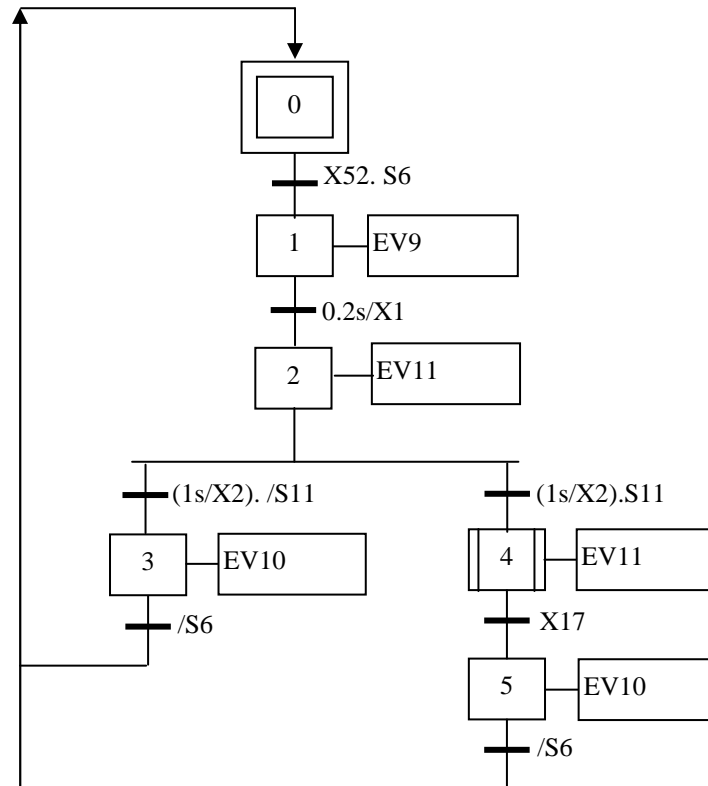 0
X52. S6
1 EV9
0.2s/X1
2 EV11
(1s/X2). /S11 (1s/X2).S11
3 EV10 4 EV11
/S6 X17
5 EV10
/S6